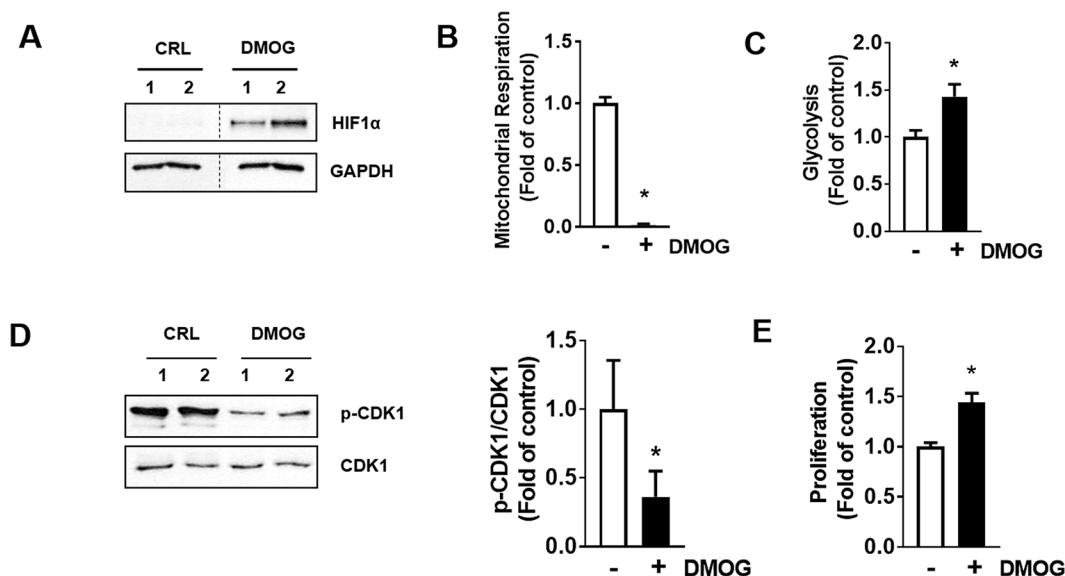 A
CRL DMOG
1 2 1 2
HIF1α
GAPDH
B
Mitochondrial Respiration
(Fold of control)
1.5
1.0
0.5
0.0
*
- + DMOG
C
Glycolysis
(Fold of control)
2.0
1.5
1.0
0.5
0.0
*
- + DMOG
D
CRL DMOG
1 2 1 2
p-CDK1
CDK1
p-CDK1/CDK1
(Fold of control)
1.5
1.0
0.5
0.0
*
- + DMOG
E
Proliferation
(Fold of control)
2.0
1.5
1.0
0.5
0.0
*
- + DMOG